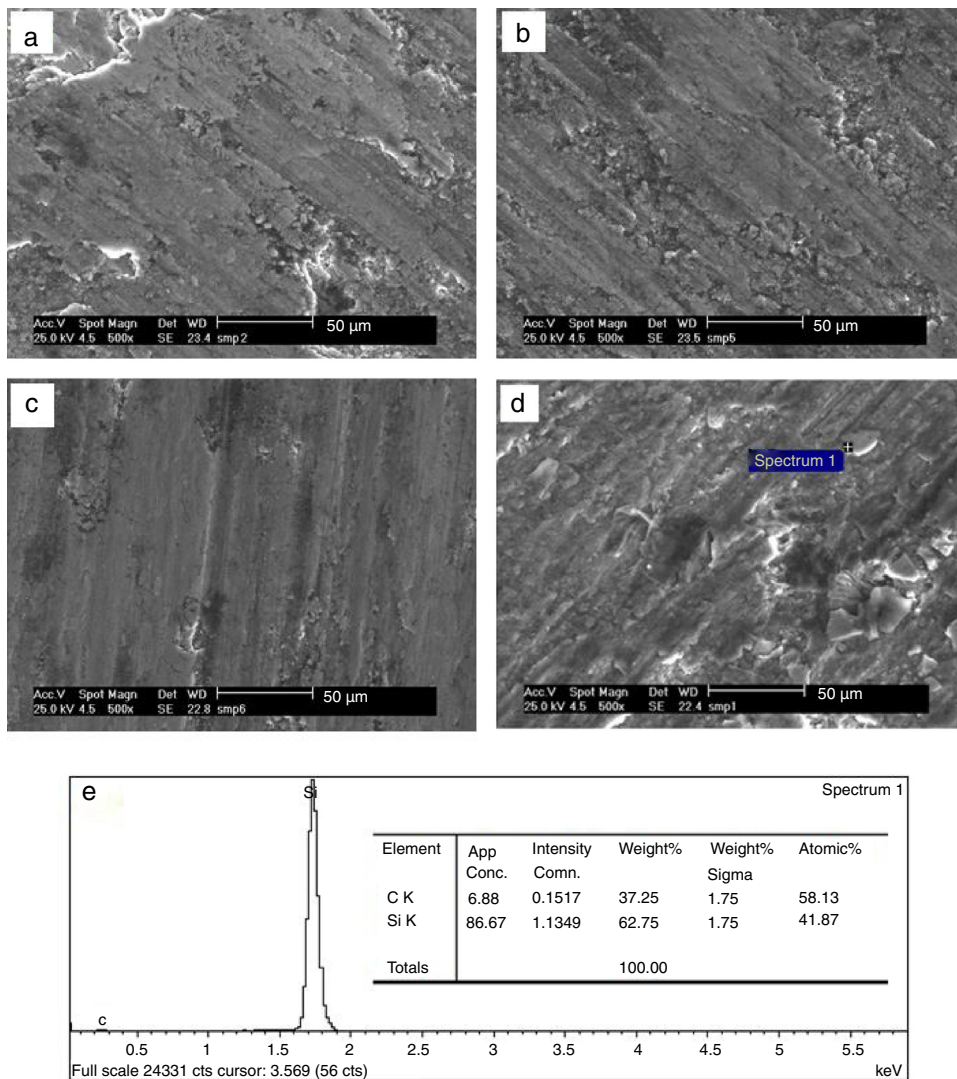 a
Acc.V Spot Magn Det WD 50 µm
25.0 kV 4.5 500x SE 23.4 smp2
b
Acc.V Spot Magn Det WD 50 µm
25.0 kV 4.5 500x SE 23.5 smp5
c
Acc.V Spot Magn Det WD 50 µm
25.0 kV 4.5 500x SE 22.8 smp6
d
Spectrum 1
Acc.V Spot Magn Det WD 50 µm
25.0 kV 4.5 500x SE 22.4 smp1
e
Si
Spectrum 1
Element App Intensity Weight% Weight% Atomic%
Conc. Comn. Sigma
C K 6.88 0.1517 37.25 1.75 58.13
Si K 86.67 1.1349 62.75 1.75 41.87
Totals 100.00
c
0.5 1 1.5 2 2.5 3 3.5 4 4.5 5 5.5
Full scale 24331 cts cursor: 3.569 (56 cts) keV